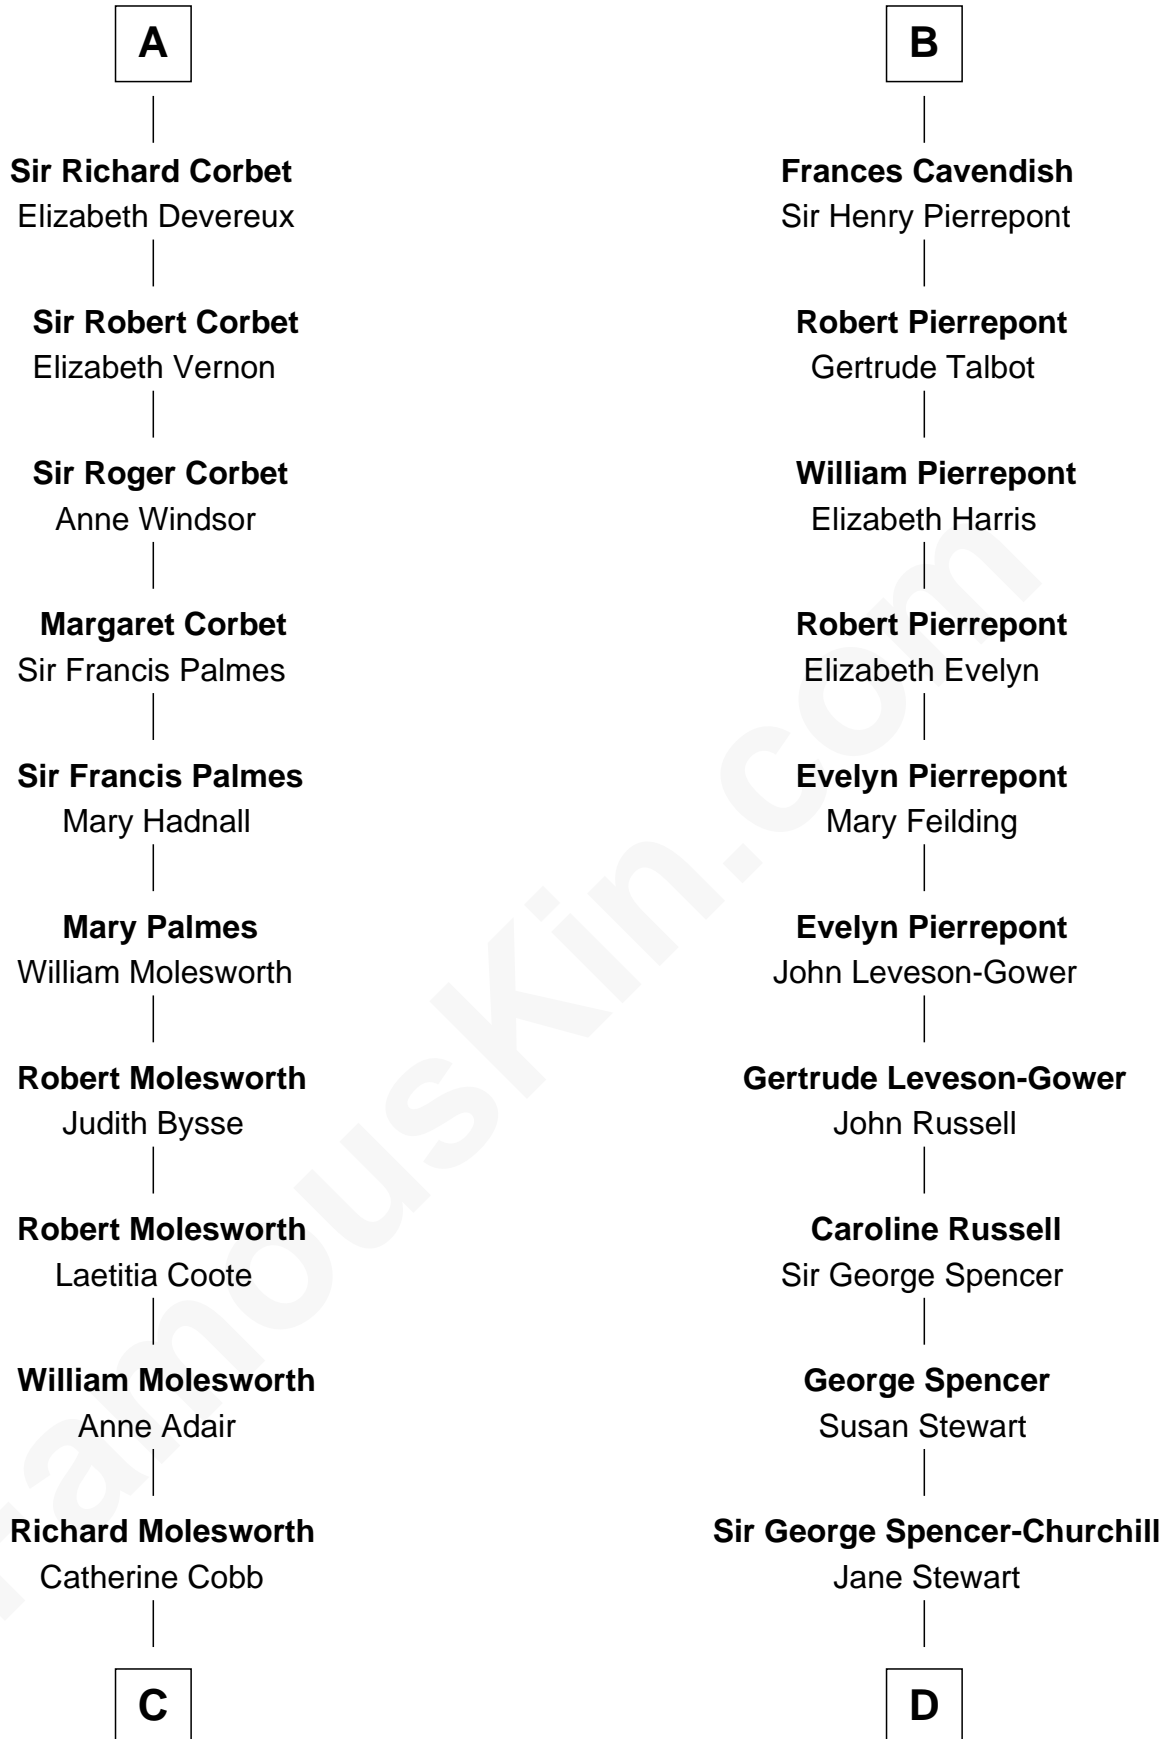 A
B
Sir Richard Corbet
Elizabeth Devereux
Frances Cavendish
Sir Henry Pierrepont
Sir Robert Corbet
Elizabeth Vernon
Robert Pierrepont
Gertrude Talbot
Sir Roger Corbet
Anne Windsor
William Pierrepont
Elizabeth Harris
Margaret Corbet
Sir Francis Palmes
Robert Pierrepont
Elizabeth Evelyn
Sir Francis Palmes
Mary Hadnall
Evelyn Pierrepont
Mary Feilding
Mary Palmes
William Molesworth
Evelyn Pierrepont
John Leveson-Gower
Robert Molesworth
Judith Bysse
Gertrude Leveson-Gower
John Russell
Robert Molesworth
Laetitia Coote
Caroline Russell
Sir George Spencer
William Molesworth
Anne Adair
George Spencer
Susan Stewart
Richard Molesworth
Catherine Cobb
Sir George Spencer-Churchill
Jane Stewart
C
D
FamousKin.com